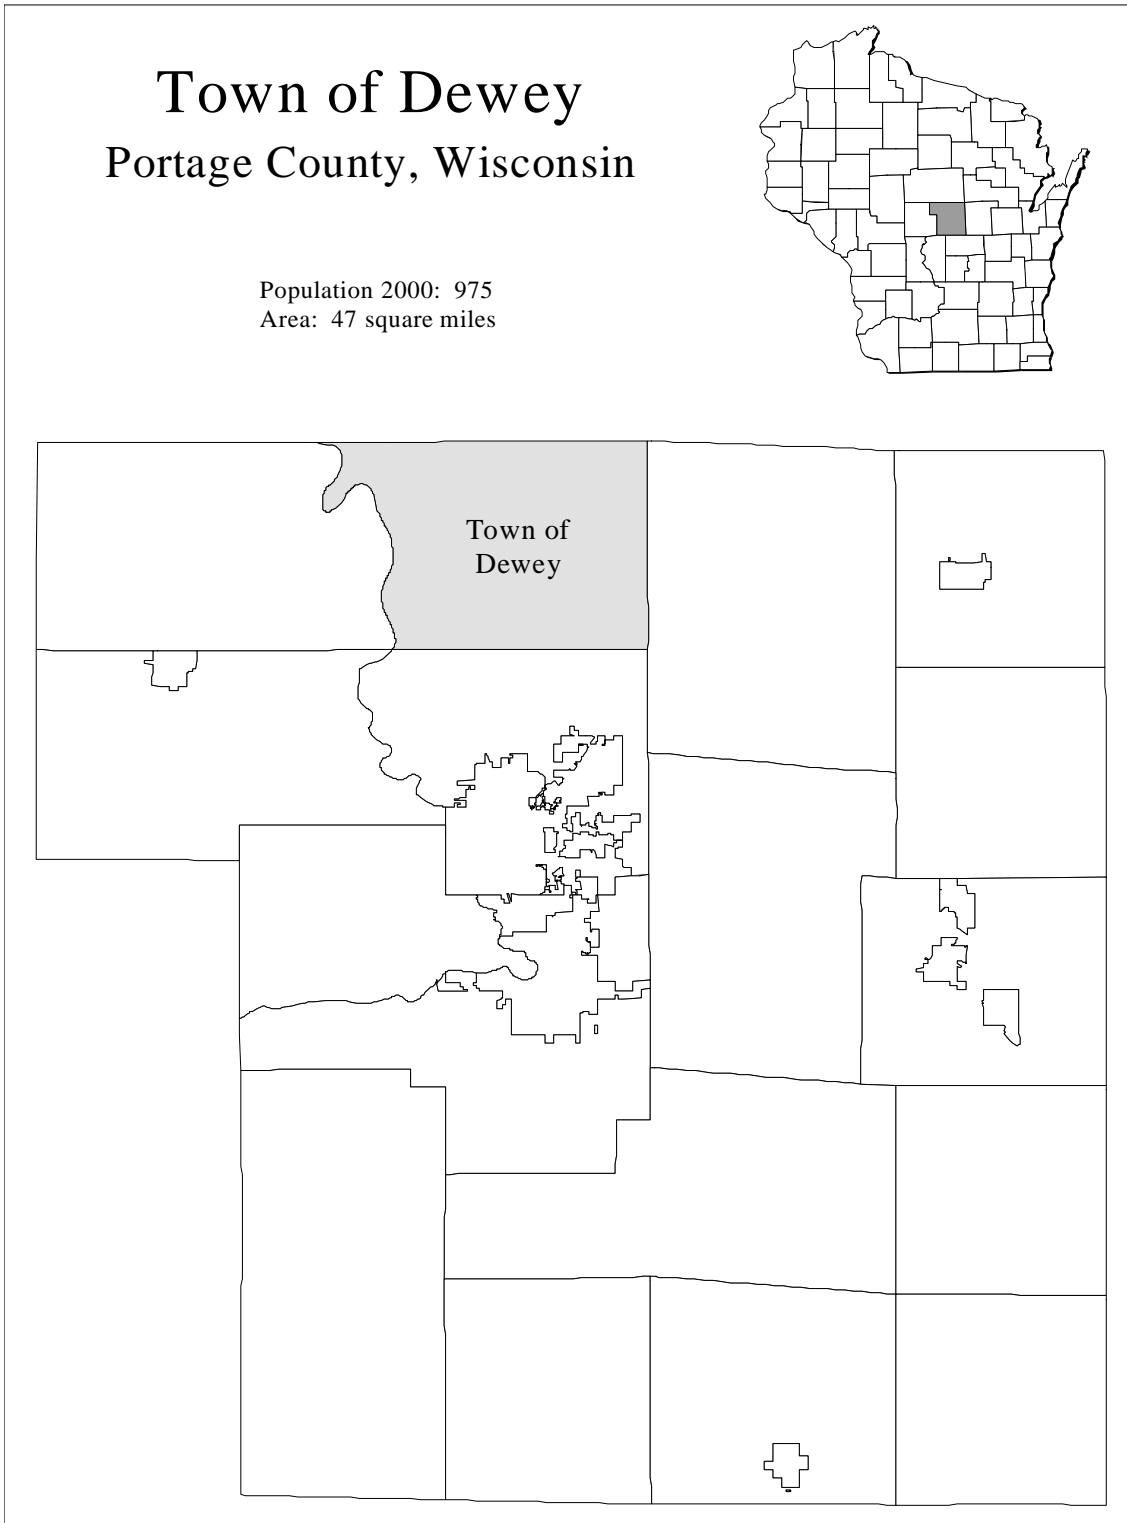 Town of Dewey
Portage County, Wisconsin
Population 2000: 975
Area: 47 square miles
Town of
Dewey